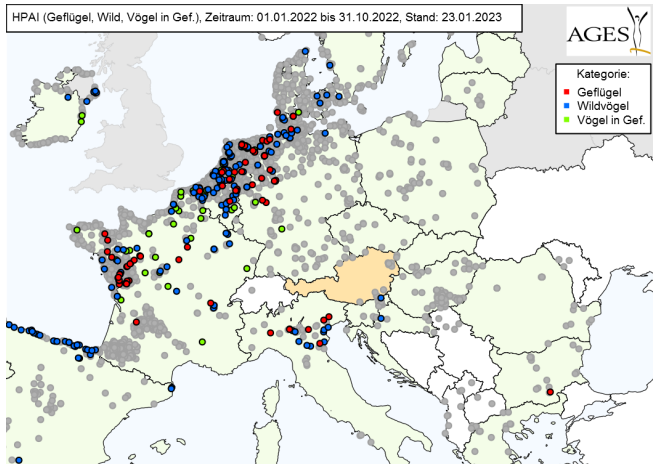 HPAI (Geflügel, Wild, Vögel in Gef.), Zeitraum: 01.01.2022 bis 31.10.2022, Stand: 23.01.2023
AGES
Kategorie:
Geflügel
Wildvögel
Vögel in Gef.